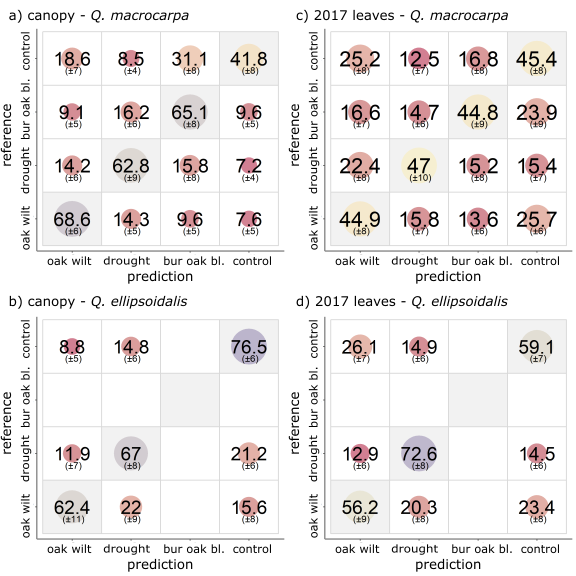 a) canopy - Q. macrocarpa
reference
control
18.6 8.5 31.1 41.8
(±7) (±4) (±8) (±8)
bur oak bl.
9.1 16.2 65.1 9.6
(±5) (±6) (±8) (±5)
drought
14.2 62.8 15.8 7.2
(±6) (±9) (±8) (±4)
oak wilt
68.6 14.3 9.6 7.6
(±6) (±5) (±5) (±5)
oak wilt drought bur oak bl. control
prediction
c) 2017 leaves - Q. macrocarpa
reference
control
25.2 12.5 16.8 45.4
(±8) (±7) (±8) (±8)
bur oak bl.
16.6 14.7 44.8 23.9
(±7) (±6) (±9) (±9)
drought
22.4 47 15.2 15.4
(±8) (±10) (±8) (±7)
oak wilt
44.9 15.8 13.6 25.7
(±8) (±7) (±6) (±6)
oak wilt drought bur oak bl. control
prediction
b) canopy - Q. ellipsoidalis
reference
control
8.8 14.8 76.5
(±5) (±6) (±6)
bur oak bl.
drought
11.9 67 21.2
(±7) (±8) (±6)
oak wilt
62.4 22 15.6
(±11) (±9) (±8)
oak wilt drought bur oak bl. control
prediction
d) 2017 leaves - Q. ellipsoidalis
reference
control
26.1 14.9 59.1
(±7) (±6) (±7)
bur oak bl.
drought
12.9 72.6 14.5
(±6) (±8) (±6)
oak wilt
56.2 20.3 23.4
(±9) (±8) (±8)
oak wilt drought bur oak bl. control
prediction